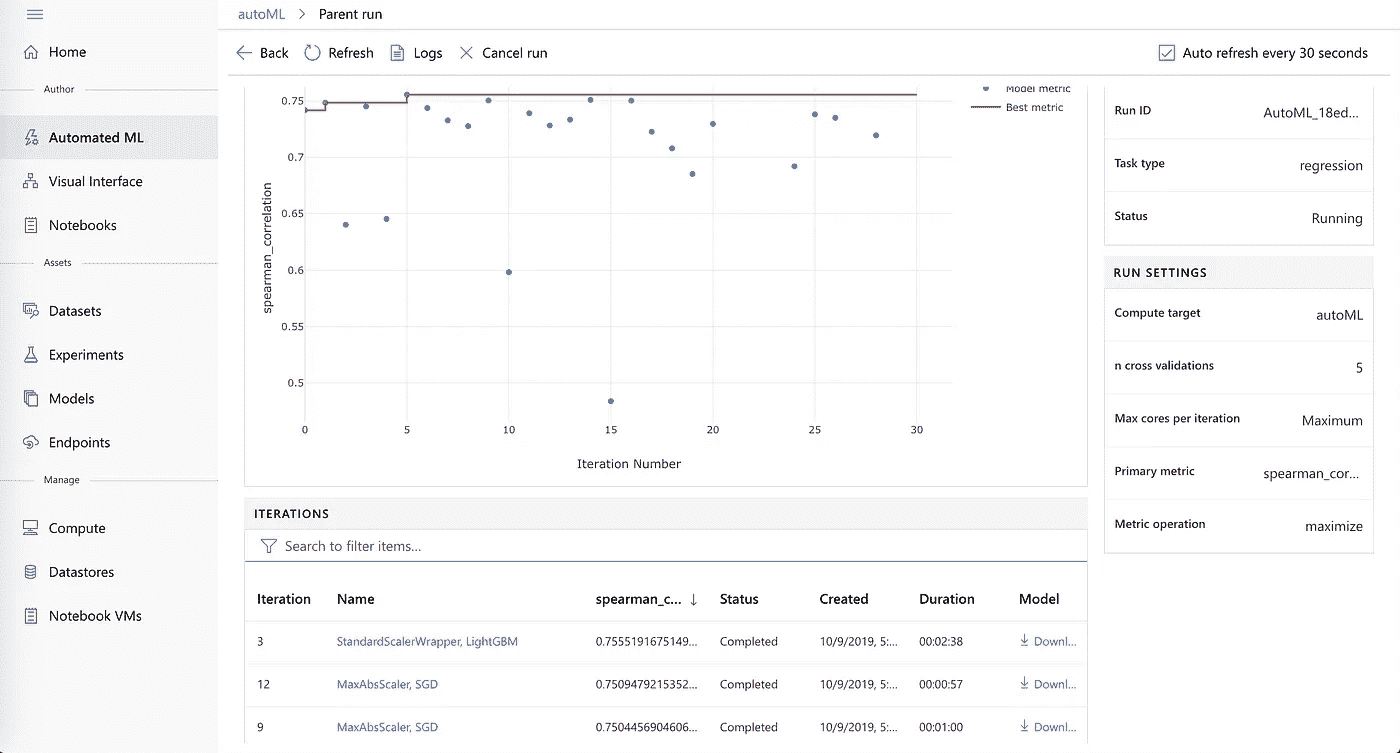 autoML > Parent run
Home
Author
Automated ML
Visual Interface
Notebooks
Assets
Datasets
Experiments
Models
Endpoints
Manage
Compute
Datastores
Notebook VMs
Back Refresh Logs Cancel run
Auto refresh every 30 seconds
Model metric
Best metric
spearman_correlation
0.75
0.7
0.65
0.6
0.55
0.5
0 5 10 15 20 25 30
Iteration Number
Run ID AutoML_18ed...
Task type regression
Status Running
RUN SETTINGS
Compute target autoML
n cross validations 5
Max cores per iteration Maximum
Primary metric spearman_cor...
Metric operation maximize
ITERATIONS
Search to filter items...
Iteration Name spearman_c... ↓ Status Created Duration Model
3 StandardScalerWrapper, LightGBM 0.7555191675149... Completed 10/9/2019, 5:... 00:02:38 Downl...
12 MaxAbsScaler, SGD 0.7509479215352... Completed 10/9/2019, 5:... 00:00:57 Downl...
9 MaxAbsScaler, SGD 0.7504456904606... Completed 10/9/2019, 5:... 00:01:00 Downl...